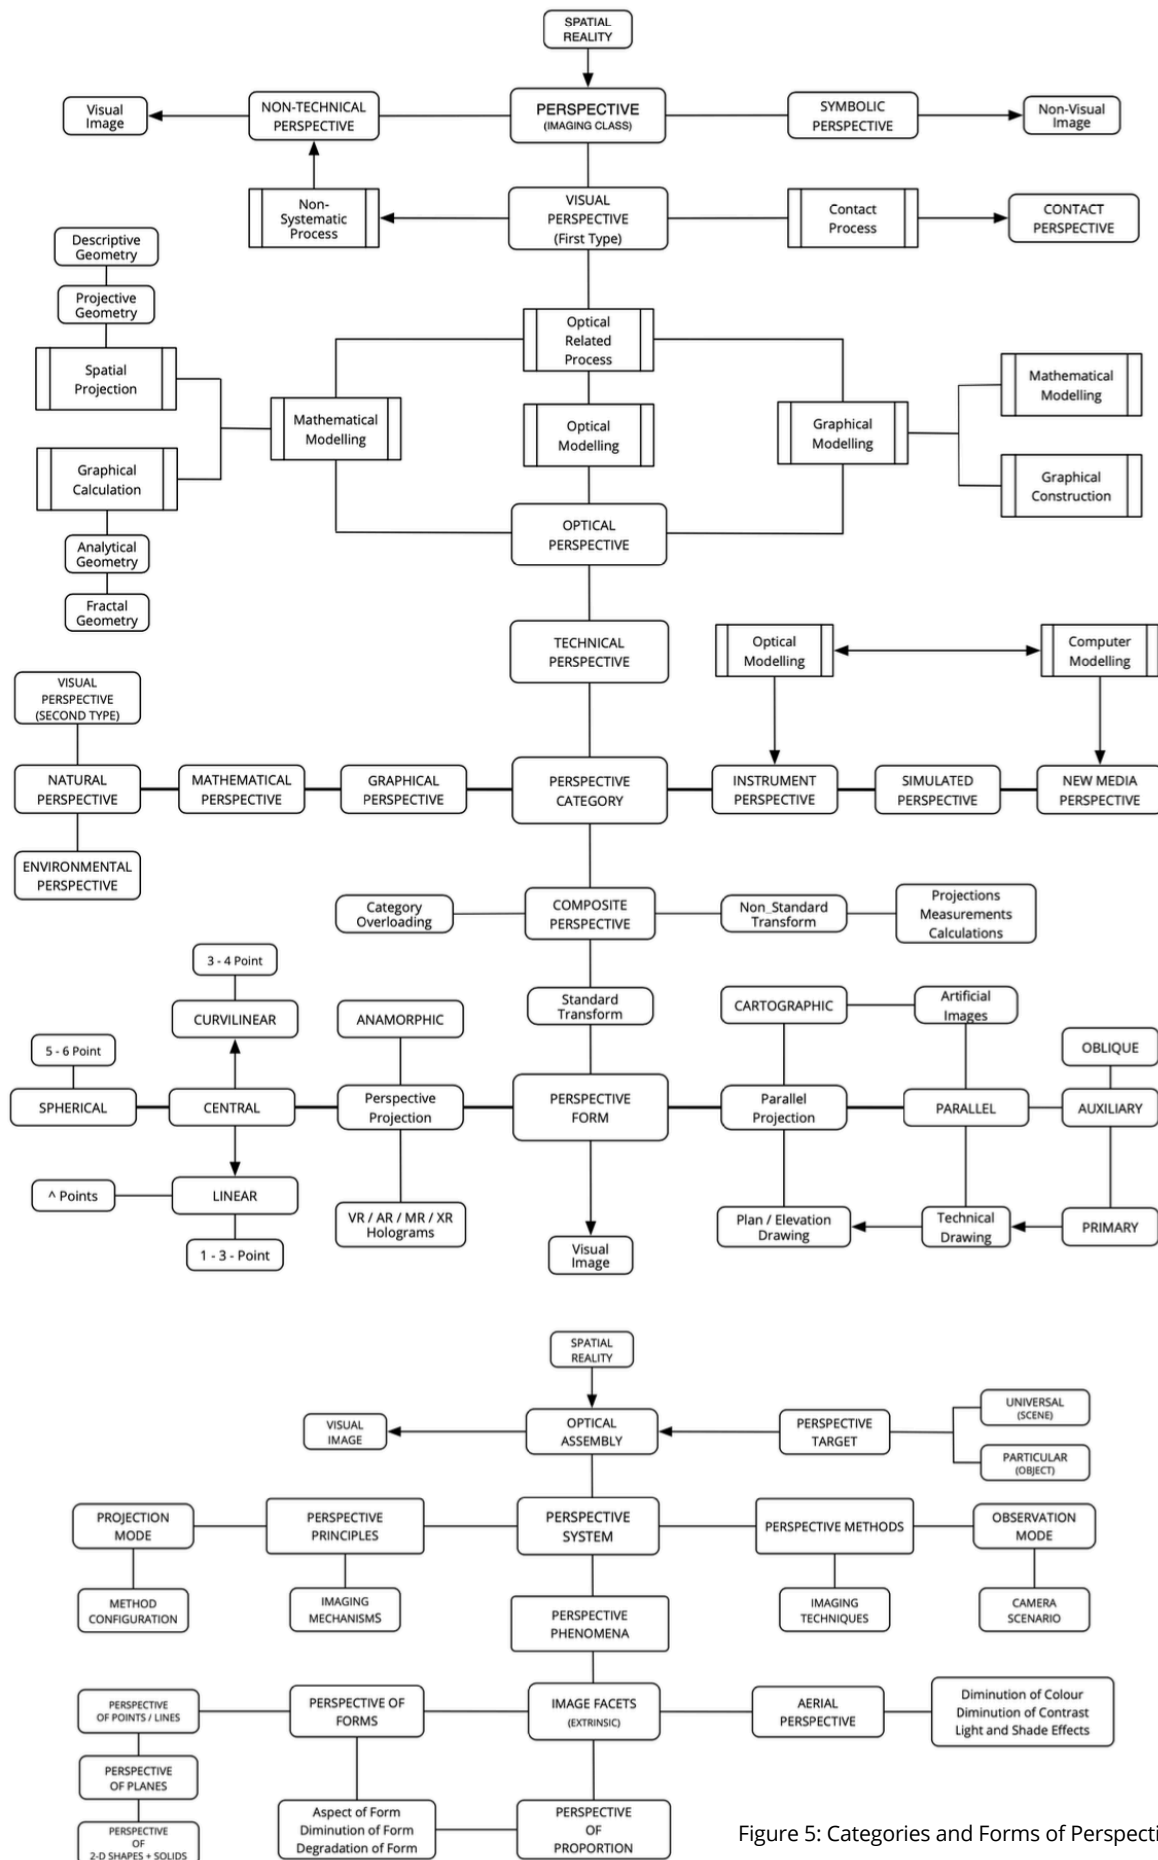 SPATIAL
REALITY
Visual
Image
NON-TECHNICAL
PERSPECTIVE
PERSPECTIVE
(IMAGING CLASS)
SYMBOLIC
PERSPECTIVE
Non-Visual
Image
Non-
Systematic
Process
VISUAL
PERSPECTIVE
(First Type)
Contact
Process
CONTACT
PERSPECTIVE
Descriptive
Geometry
Projective
Geometry
Spatial
Projection
Optical
Related
Process
Mathematical
Modelling
Mathematical
Modelling
Optical
Modelling
Graphical
Modelling
Graphical
Calculation
Graphical
Construction
OPTICAL
PERSPECTIVE
Analytical
Geometry
Fractal
Geometry
TECHNICAL
PERSPECTIVE
Optical
Modelling
Computer
Modelling
VISUAL
PERSPECTIVE
(SECOND TYPE)
NATURAL
PERSPECTIVE
MATHEMATICAL
PERSPECTIVE
GRAPHICAL
PERSPECTIVE
PERSPECTIVE
CATEGORY
INSTRUMENT
PERSPECTIVE
SIMULATED
PERSPECTIVE
NEW MEDIA
PERSPECTIVE
ENVIRONMENTAL
PERSPECTIVE
Category
Overloading
COMPOSITE
PERSPECTIVE
Non_Standard
Transform
Projections
Measurements
Calculations
3 - 4 Point
CURVILINEAR
ANAMORPHIC
Standard
Transform
CARTOGRAPHIC
Artificial
Images
5 - 6 Point
OBLIQUE
SPHERICAL
CENTRAL
Perspective
Projection
PERSPECTIVE
FORM
Parallel
Projection
PARALLEL
AUXILIARY
^ Points
LINEAR
VR / AR / MR / XR
Holograms
Plan / Elevation
Drawing
Technical
Drawing
PRIMARY
1 - 3 - Point
Visual
Image
SPATIAL
REALITY
VISUAL
IMAGE
OPTICAL
ASSEMBLY
PERSPECTIVE
TARGET
UNIVERSAL
(SCENE)
PARTICULAR
(OBJECT)
PROJECTION
MODE
PERSPECTIVE
PRINCIPLES
PERSPECTIVE
SYSTEM
PERSPECTIVE METHODS
OBSERVATION
MODE
METHOD
CONFIGURATION
IMAGING
MECHANISMS
PERSPECTIVE
PHENOMENA
IMAGING
TECHNIQUES
CAMERA
SCENARIO
PERSPECTIVE
OF POINTS / LINES
PERSPECTIVE OF
FORMS
IMAGE FACETS
(EXTRINSIC)
AERIAL
PERSPECTIVE
Diminution of Colour
Diminution of Contrast
Light and Shade Effects
PERSPECTIVE
OF PLANES
Aspect of Form
Diminution of Form
Degradation of Form
PERSPECTIVE
OF
PROPORTION
PERSPECTIVE
OF
2-D SHAPES + SOLIDS
Figure 5: Categories and Forms of Perspecti